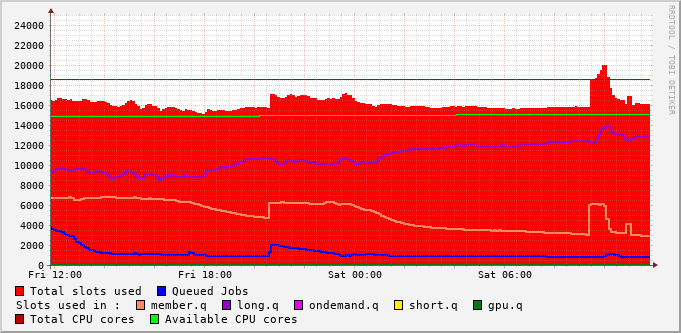 RRDTOOL / TOBI OETIKER
24000
22000
20000
18000
16000
14000
12000
10000
8000
6000
4000
2000
0
Fri 12:00 Fri 18:00 Sat 00:00 Sat 06:00
Total slots used Queued Jobs
Slots used in : member.q long.q ondemand.q short.q gpu.q
Total CPU cores Available CPU cores